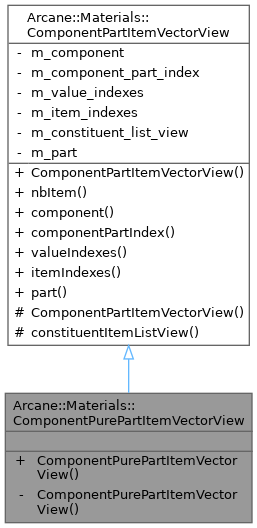 Arcane::Materials::
ComponentPartItemVectorView
- m_component
- m_component_part_index
- m_value_indexes
- m_item_indexes
- m_constituent_list_view
- m_part
+ ComponentPartItemVectorView()
+ nbItem()
+ component()
+ componentPartIndex()
+ valueIndexes()
+ itemIndexes()
+ part()
# ComponentPartItemVectorView()
# constituentItemListView()
Arcane::Materials::
ComponentPurePartItemVectorView
+ ComponentPurePartItemVector
View()
- ComponentPurePartItemVector
View()